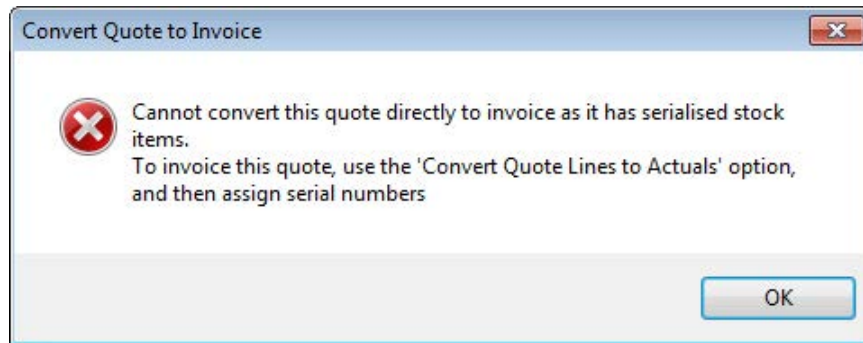 Convert Quote to Invoice
Cannot convert this quote directly to invoice as it has serialised stock
items.
To invoice this quote, use the 'Convert Quote Lines to Actuals' option,
and then assign serial numbers
OK